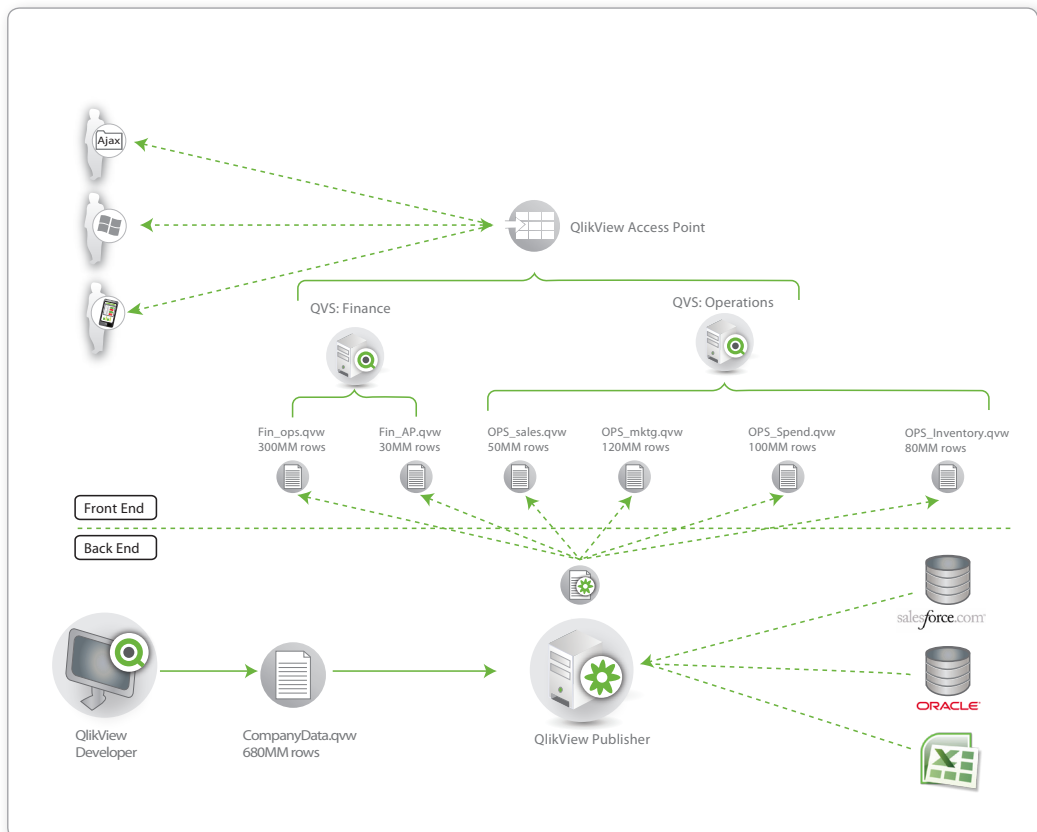 Ajax
QlikView Access Point
QVS: Finance
QVS: Operations
Fin_ops.qvw
300MM rows
Fin_AP.qvw
30MM rows
OPS_sales.qvw
50MM rows
OPS_mktg.qvw
120MM rows
OPS_Spend.qvw
100MM rows
OPS_Inventory.qvw
80MM rows
Front End
Back End
salesforce.com
ORACLE
QlikView
Developer
CompanyData.qvw
680MM rows
QlikView Publisher
X